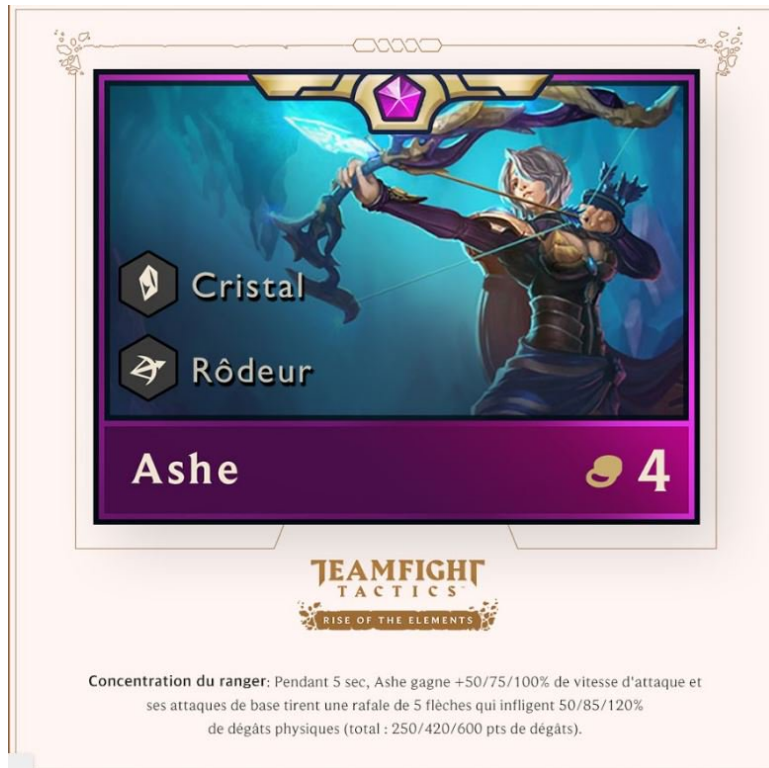 Cristal
Rôdeur
Ashe
4
TEAMFIGHT
TACTICS
RISE OF THE ELEMENTS
Concentration du ranger: Pendant 5 sec, Ashe gagne +50/75/100% de vitesse d'attaque et
ses attaques de base tirent une rafale de 5 flèches qui infligent 50/85/120%
de dégâts physiques (total : 250/420/600 pts de dégâts).